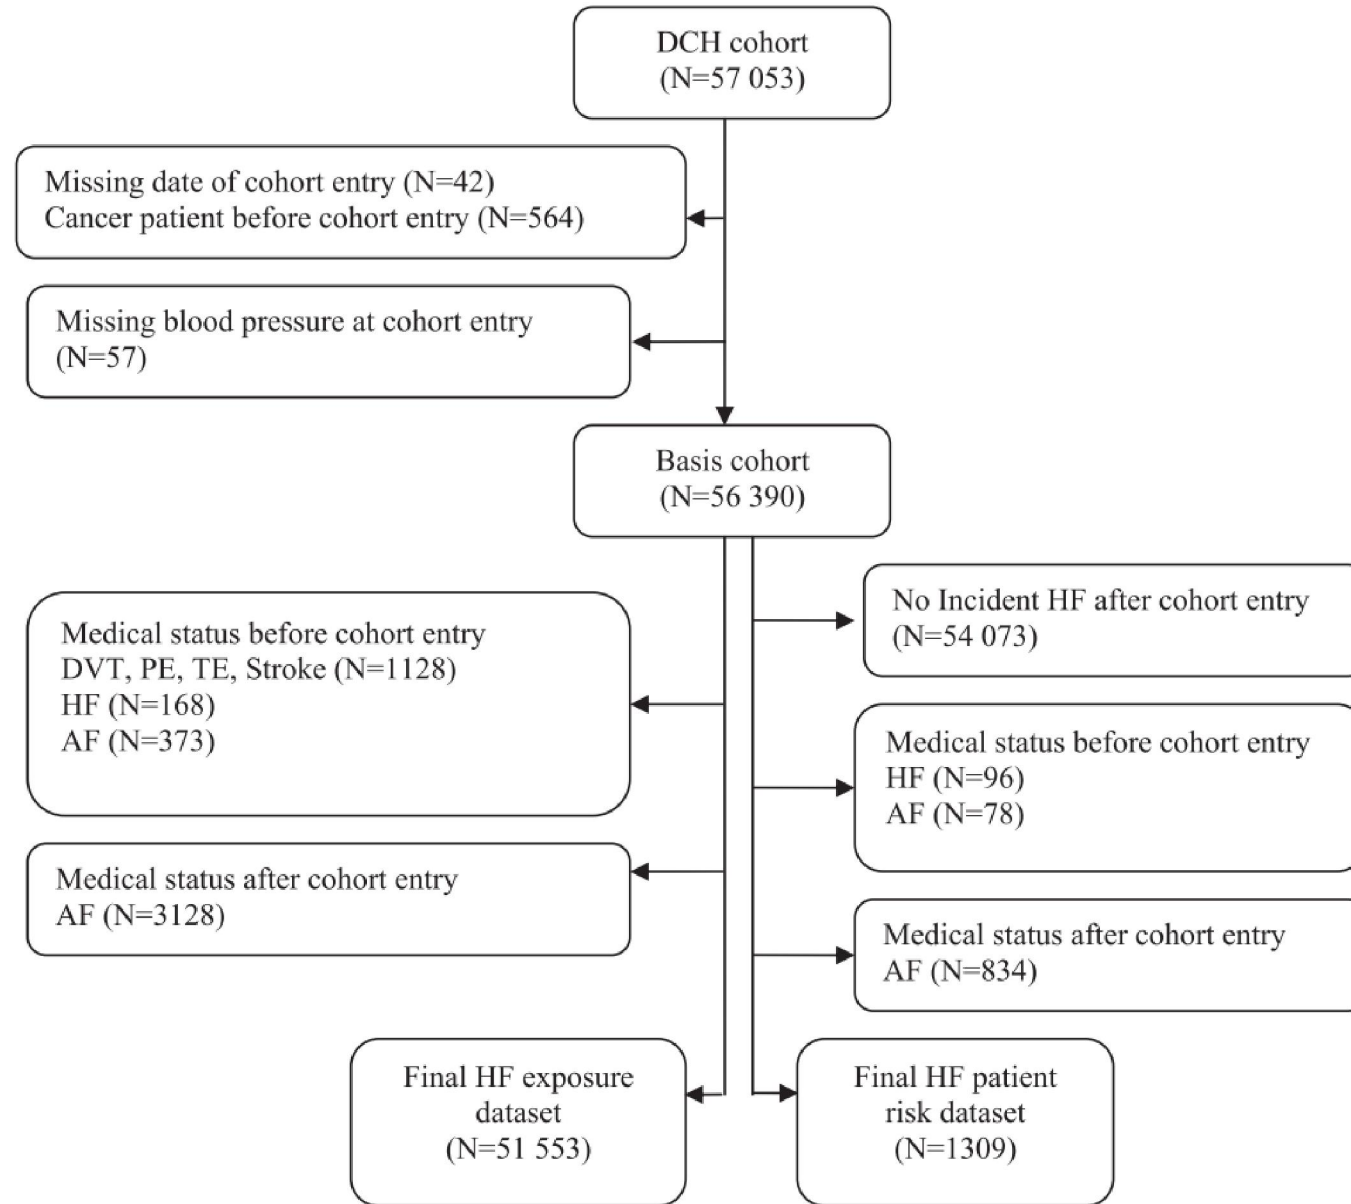 DCH cohort
(N=57 053)
Missing date of cohort entry (N=42)
Cancer patient before cohort entry (N=564)
Missing blood pressure at cohort entry
(N=57)
Basis cohort
(N=56 390)
No Incident HF after cohort entry
(N=54 073)
Medical status before cohort entry
DVT, PE, TE, Stroke (N=1128)
HF (N=168)
AF (N=373)
Medical status before cohort entry
HF (N=96)
AF (N=78)
Medical status after cohort entry
AF (N=3128)
Medical status after cohort entry
AF (N=834)
Final HF exposure
dataset
(N=51 553)
Final HF patient
risk dataset
(N=1309)